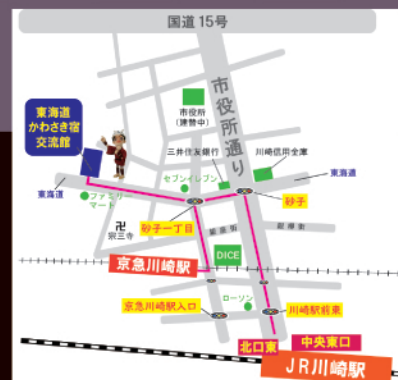 国道15号
市役所通り
東海道
かわさき宿
交流館
市役所
(建替中)
三井住友銀行
川崎信用金庫
セブンイレブン
東海道
東海道
ファミリー
マート
砂子
卍
宗三寺
砂子一丁目
DICE
京急川崎駅
京急川崎駅入口
ローソン
川崎駅前東
北口東
中央東口
JR川崎駅